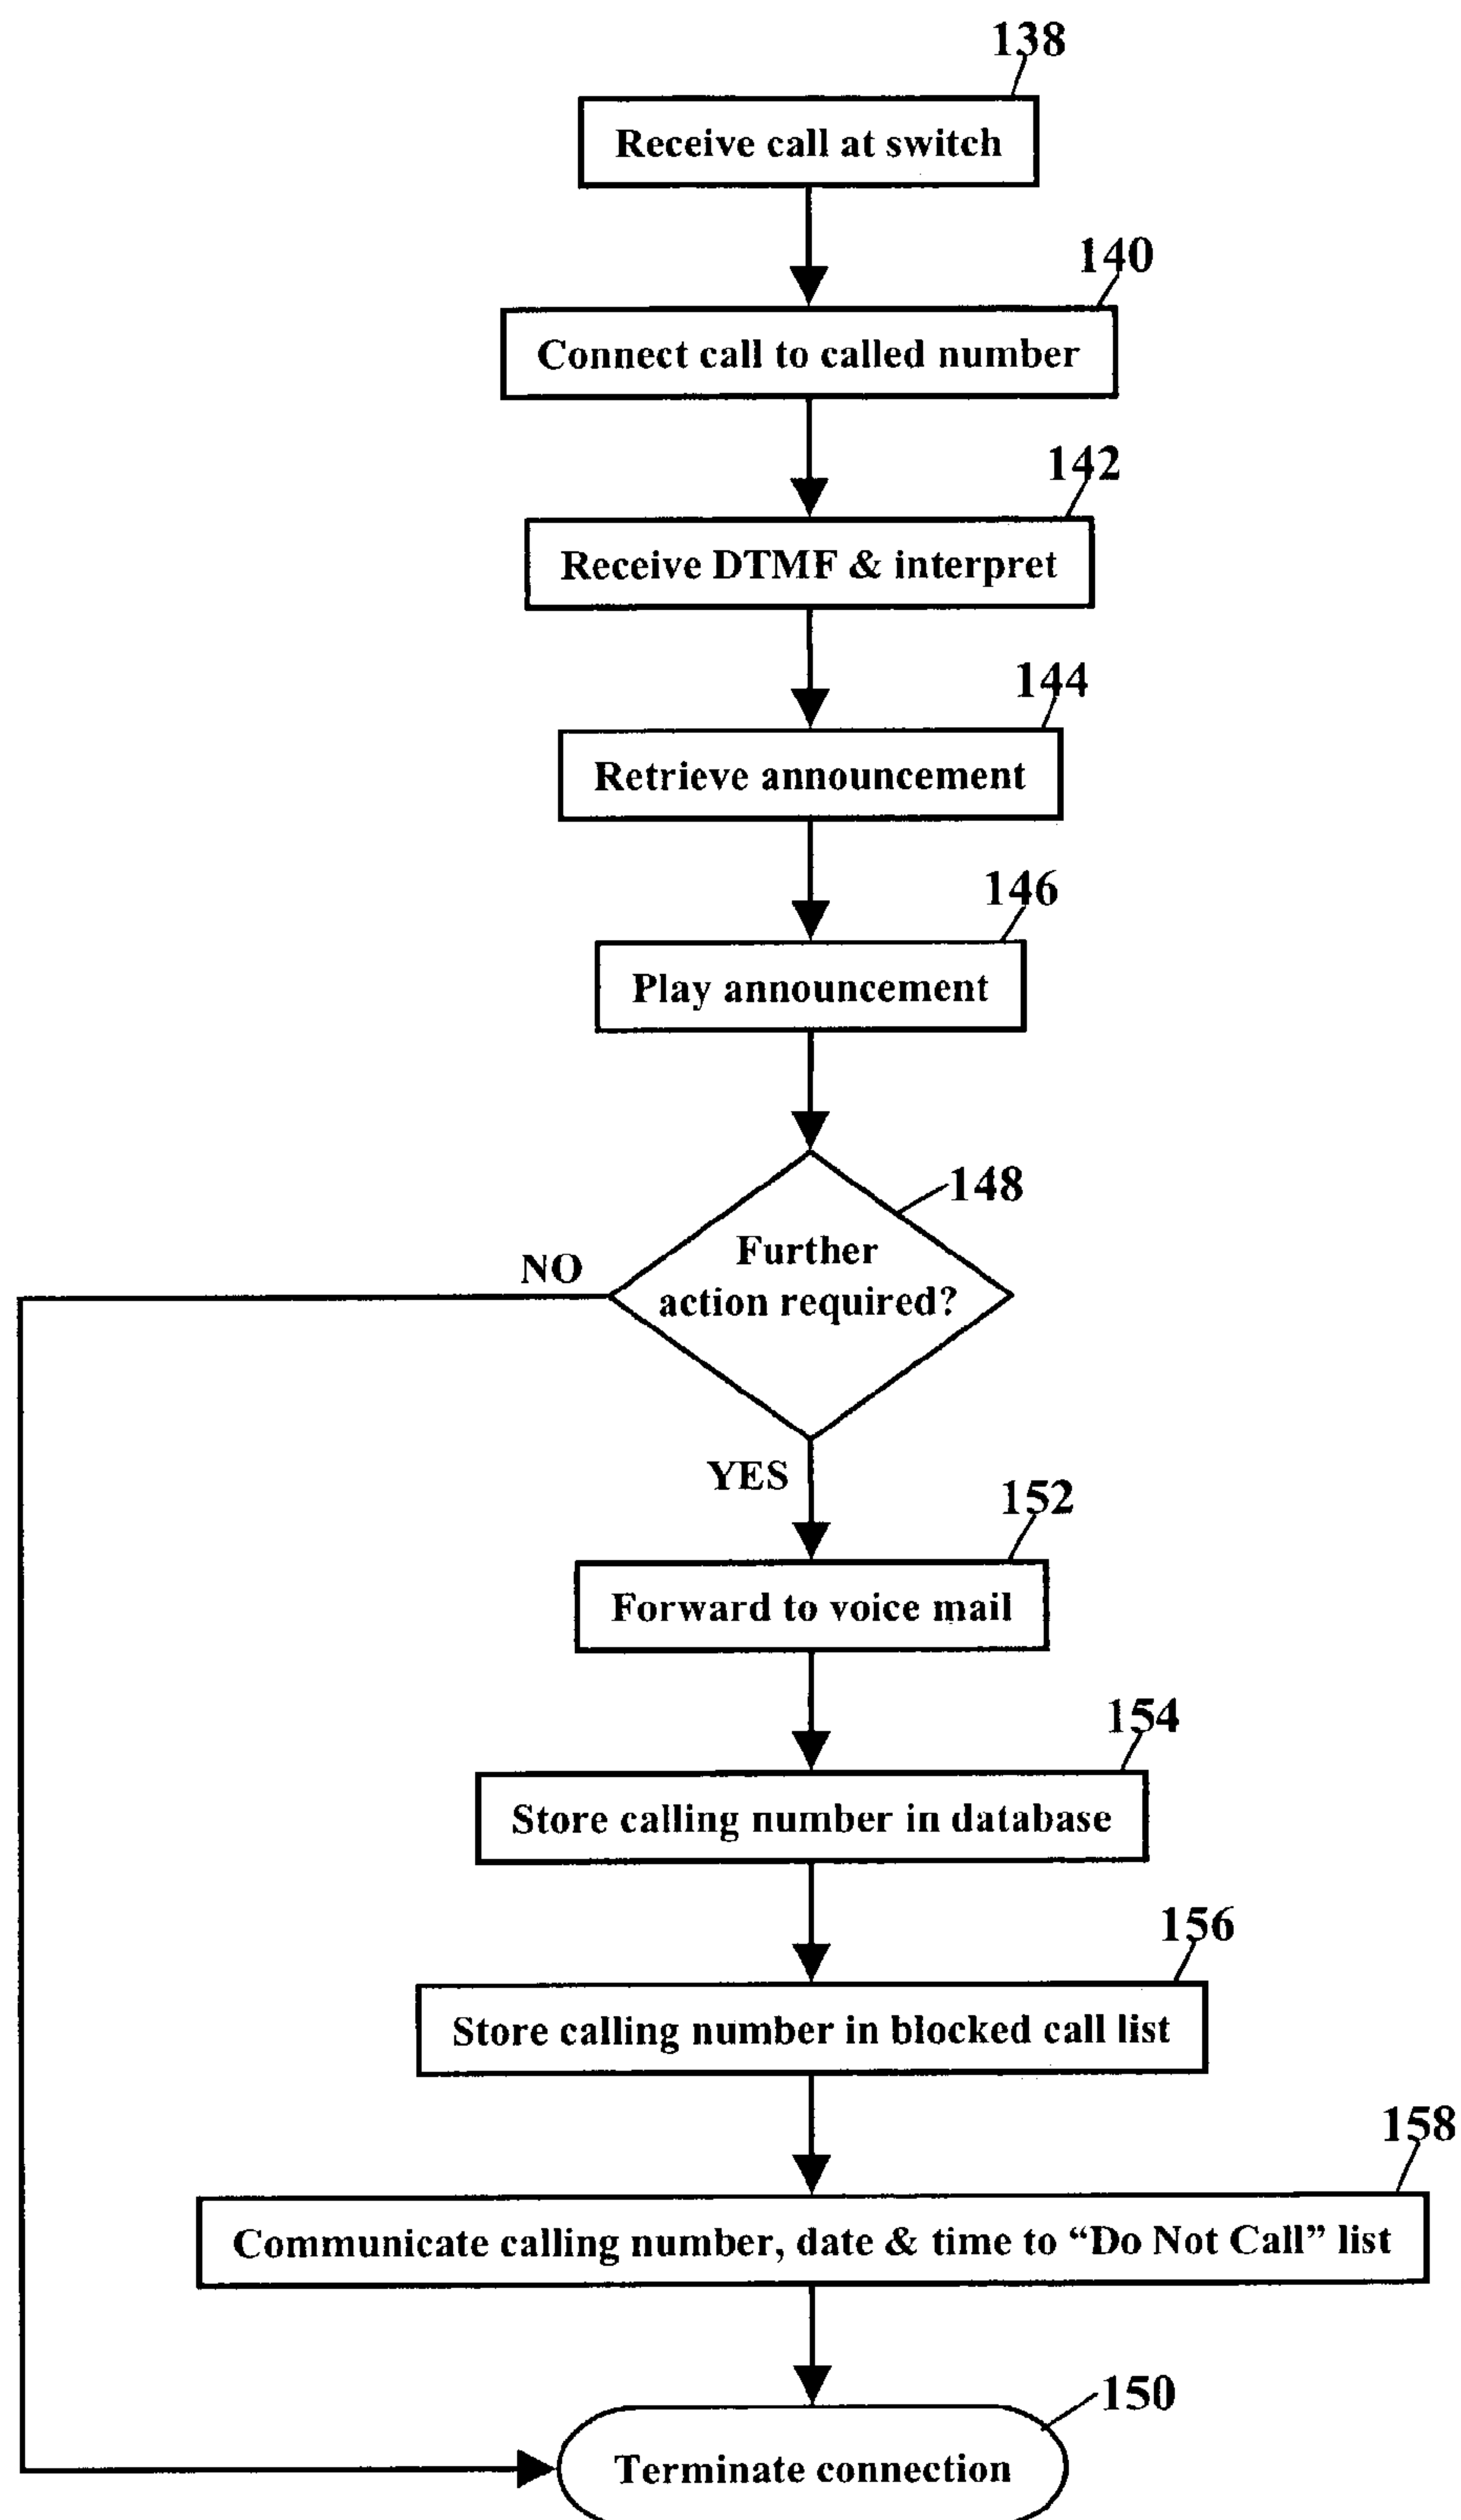 138
Receive call at switch
140
Connect call to called number
142
Receive DTMF & interpret
144
Retrieve announcement
146
Play announcement
148
Further
action required?
NO
YES
152
Forward to voice mail
154
Store calling number in database
156
Store calling number in blocked call list
158
Communicate calling number, date & time to “Do Not Call” list
150
Terminate connection